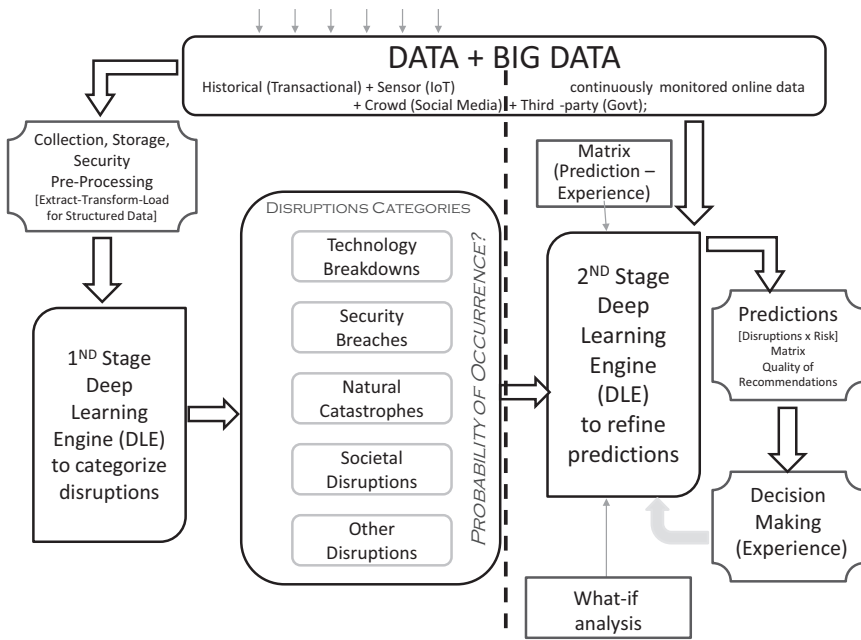 DATA + BIG DATA
Historical (Transactional) + Sensor (IoT) continuously monitored online data
+ Crowd (Social Media) + Third -party (Govt);
Collection, Storage,
Security
Pre-Processing
[Extract-Transform-Load
for Structured Data]
1ND Stage
Deep
Learning
Engine (DLE)
to categorize
disruptions
DISRUPTIONS CATEGORIES
Technology
Breakdowns
Security
Breaches
Natural
Catastrophes
Societal
Disruptions
Other
Disruptions
PROBABILITY OF OCCURRENCE?
Matrix
(Prediction –
Experience)
2ND Stage
Deep
Learning
Engine
(DLE)
to refine
predictions
What-if
analysis
Predictions
[Disruptions x Risk]
Matrix
Quality of
Recommendations
Decision
Making
(Experience)